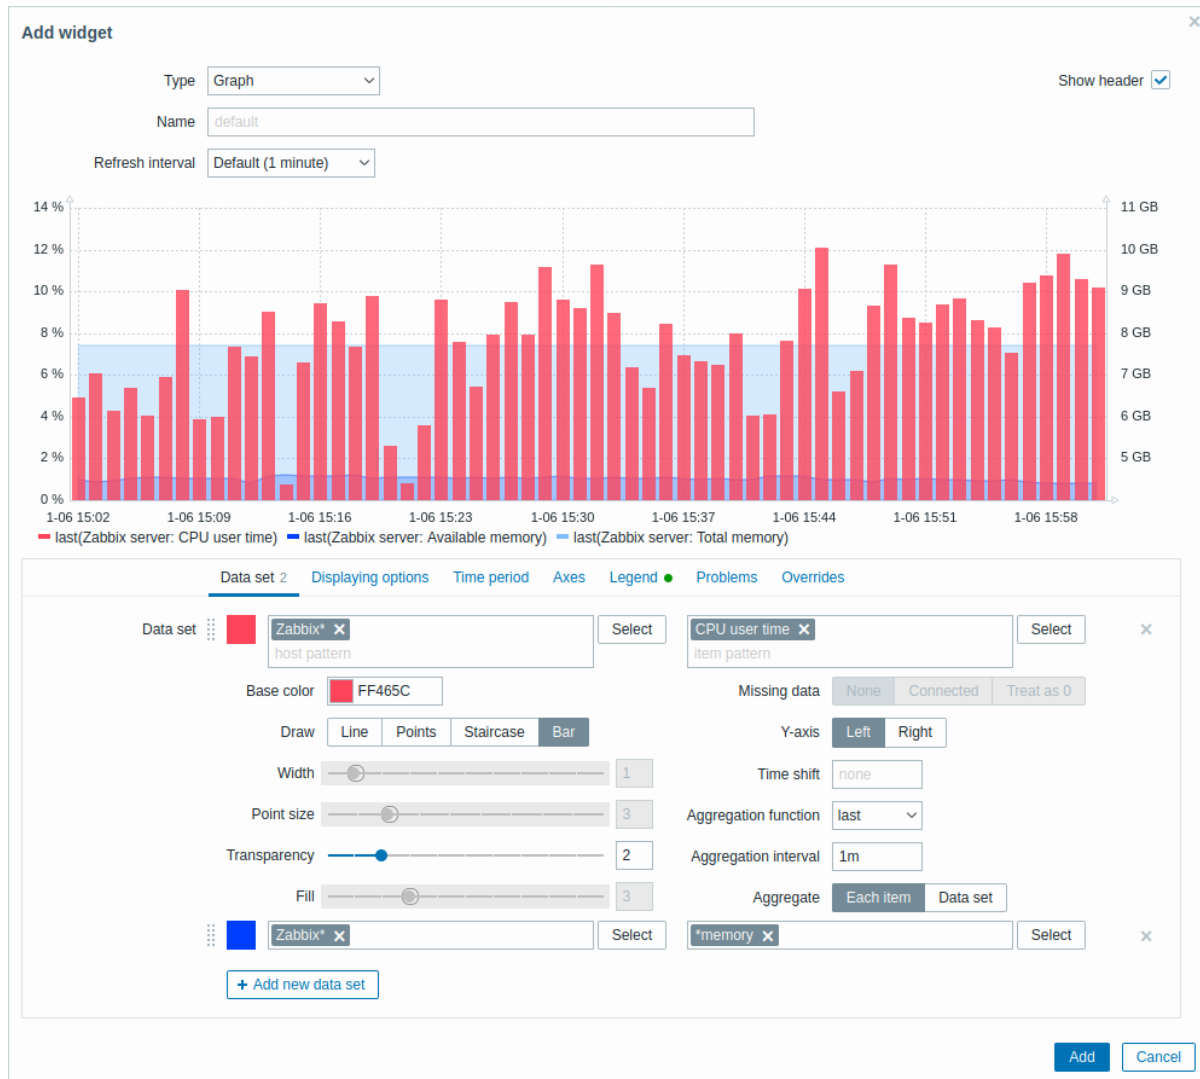 ×
Add widget
Type Graph Show header
Name default
Refresh interval Default (1 minute)
14 % 11 GB
12 % 10 GB
10 % 9 GB
8 % 8 GB
6 % 7 GB
4 % 6 GB
2 % 5 GB
0 %
1-06 15:02 1-06 15:09 1-06 15:16 1-06 15:23 1-06 15:30 1-06 15:37 1-06 15:44 1-06 15:51 1-06 15:58
last(Zabbix server: CPU user time) last(Zabbix server: Available memory) last(Zabbix server: Total memory)
Data set 2 Displaying options Time period Axes Legend Problems Overrides
Data set Zabbix* × Select CPU user time × Select ×
host pattern item pattern
Base color FF465C Missing data None Connected Treat as 0
Draw Line Points Staircase Bar Y-axis Left Right
Width 1 Time shift none
Point size 3 Aggregation function last
Transparency 2 Aggregation interval 1m
Fill 3 Aggregate Each item Data set
Zabbix* × Select *memory × Select ×
+ Add new data set
Add Cancel